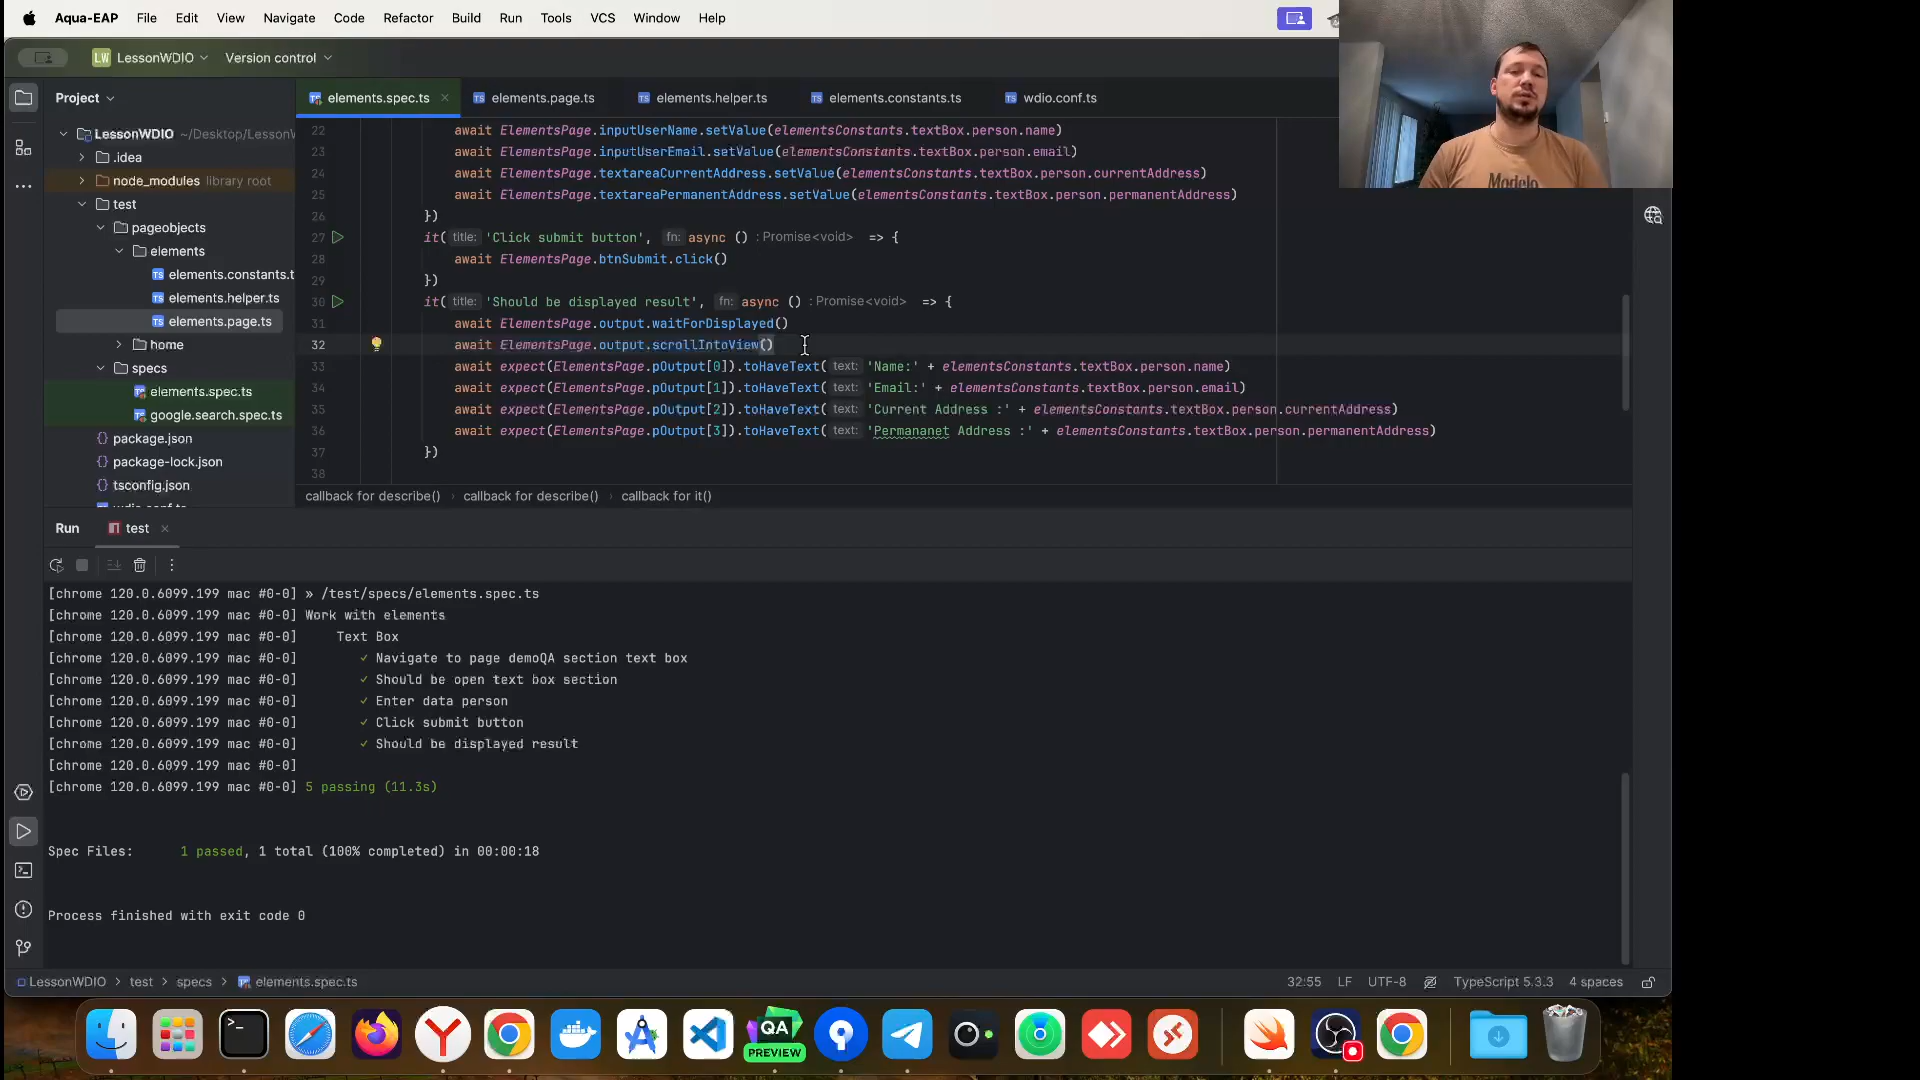 Aqua-EAP File Edit View Navigate Code Refactor Build Run Tools VCS Window Help
LW LessonWDIO Version control
Project
elements.spec.ts elements.page.ts elements.helper.ts elements.constants.ts wdio.conf.ts
LessonWDIO ~/Desktop/LessonW
.idea
node_modules library root
test
pageobjects
elements
elements.constants.t
elements.helper.ts
elements.page.ts
home
specs
elements.spec.ts
google.search.spec.ts
package.json
package-lock.json
tsconfig.json
wdio.conf.ts
22 await ElementsPage.inputUserName.setValue(elementsConstants.textBox.person.name)
23 await ElementsPage.inputUserEmail.setValue(elementsConstants.textBox.person.email)
24 await ElementsPage.textareaCurrentAddress.setValue(elementsConstants.textBox.person.currentAddress)
25 await ElementsPage.textareaPermanentAddress.setValue(elementsConstants.textBox.person.permanentAddress)
26 })
27 it( title: 'Click submit button', fn: async () : Promise<void> => {
28 await ElementsPage.btnSubmit.click()
29 })
30 it( title: 'Should be displayed result', fn: async () : Promise<void> => {
31 await ElementsPage.output.waitForDisplayed()
32 await ElementsPage.output.scrollIntoView()
33 await expect(ElementsPage.pOutput[0]).toHaveText( text: 'Name:' + elementsConstants.textBox.person.name)
34 await expect(ElementsPage.pOutput[1]).toHaveText( text: 'Email:' + elementsConstants.textBox.person.email)
35 await expect(ElementsPage.pOutput[2]).toHaveText( text: 'Current Address :' + elementsConstants.textBox.person.currentAddress)
36 await expect(ElementsPage.pOutput[3]).toHaveText( text: 'Permananet Address :' + elementsConstants.textBox.person.permanentAddress)
37 })
38
callback for describe() › callback for describe() › callback for it()
Modelo
Run test
[chrome 120.0.6099.199 mac #0-0] » /test/specs/elements.spec.ts
[chrome 120.0.6099.199 mac #0-0] Work with elements
[chrome 120.0.6099.199 mac #0-0] Text Box
[chrome 120.0.6099.199 mac #0-0] ✓ Navigate to page demoQA section text box
[chrome 120.0.6099.199 mac #0-0] ✓ Should be open text box section
[chrome 120.0.6099.199 mac #0-0] ✓ Enter data person
[chrome 120.0.6099.199 mac #0-0] ✓ Click submit button
[chrome 120.0.6099.199 mac #0-0] ✓ Should be displayed result
[chrome 120.0.6099.199 mac #0-0]
[chrome 120.0.6099.199 mac #0-0] 5 passing (11.3s)
Spec Files: 1 passed, 1 total (100% completed) in 00:00:18
Process finished with exit code 0
LessonWDIO › test › specs › elements.spec.ts 32:55 LF UTF-8 TypeScript 5.3.3 4 spaces
QA
PREVIEW